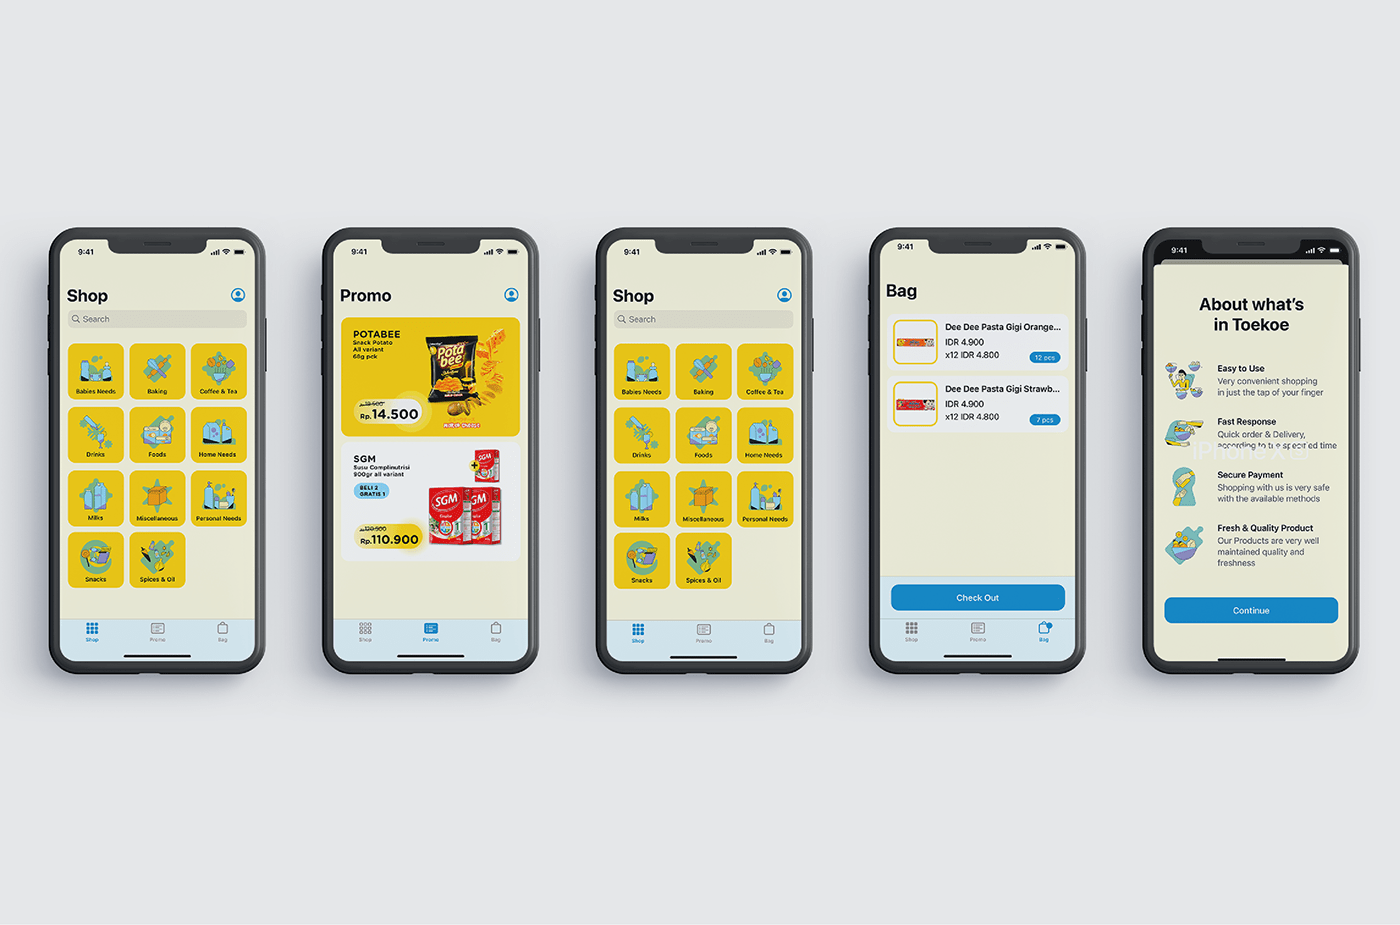 9:41
Shop
Search
Babies Needs
Baking
Coffee & Tea
Drinks
Foods
Home Needs
Milks
Miscellaneous
Personal Needs
Snacks
Spices & Oil
Shop
Promo
Bag
9:41
Promo
POTABEE
Snack Potato
All variant
68g pck
Pota
bee
Rp.14.500
SGM
Susu Complinutrisi
900gr all variant
BELI 2
GRATIS 1
SGM
SGM
Rp.110.900
Shop
Promo
Bag
9:41
Shop
Search
Babies Needs
Baking
Coffee & Tea
Drinks
Foods
Home Needs
Milks
Miscellaneous
Personal Needs
Snacks
Spices & Oil
Shop
Promo
Bag
9:41
Bag
Dee Dee Pasta Gigi Orange...
IDR 4.900
x12 IDR 4.800
12 pcs
Dee Dee Pasta Gigi Strawb...
IDR 4.900
x12 IDR 4.800
7 pcs
Check Out
Shop
Promo
Bag
9:41
About what's
in Toekoe
Easy to Use
Very convenient shopping
in just the tap of your finger
Fast Response
Quick order & Delivery,
according to the specified time
iPhone X
Secure Payment
Shopping with us is very safe
with the available methods
Fresh & Quality Product
Our Products are very well
maintained quality and
freshness
Continue